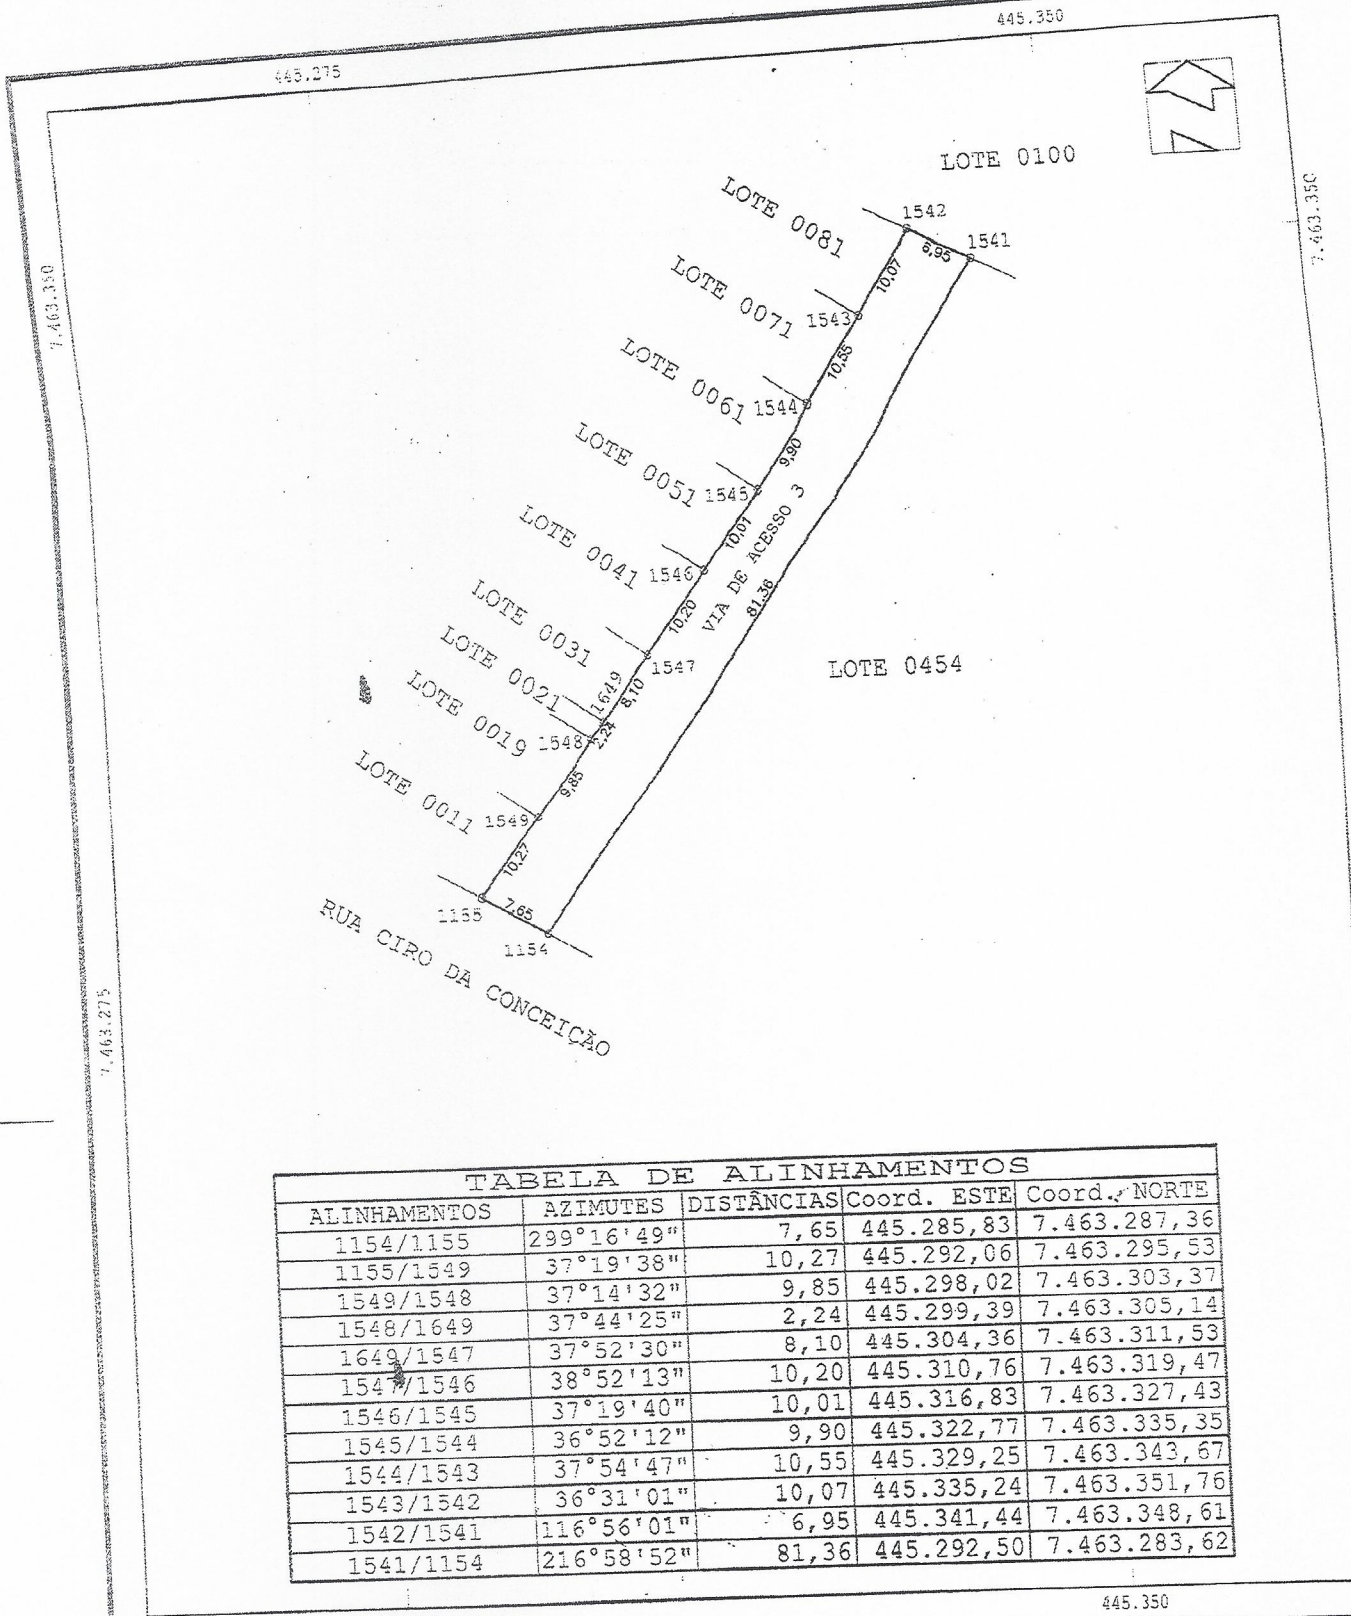 445.350
445.275
LOTE 0100
7.463.350
7.463.350
LOTE 0081
1542
6,95
1541
10,07
LOTE 0071
1543
10,55
LOTE 0061
1544
9,90
LOTE 0051
1545
10,01
VIA DE ACESSO 3
81,36
LOTE 0041
1546
10,20
LOTE 0031
1547
LOTE 0454
1649
8,10
LOTE 0021
1548
2,24
LOTE 0019
9,85
LOTE 0011
1549
10,27
1155
7,65
1154
RUA CIRO DA CONCEIÇÃO
7.463.275
TABELA DE ALINHAMENTOS
ALINHAMENTOS AZIMUTES DISTÂNCIAS Coord. ESTE Coord. NORTE
1154/1155 299°16'49" 7,65 445.285,83 7.463.287,36
1155/1549 37°19'38" 10,27 445.292,06 7.463.295,53
1549/1548 37°14'32" 9,85 445.298,02 7.463.303,37
1548/1649 37°44'25" 2,24 445.299,39 7.463.305,14
1649/1547 37°52'30" 8,10 445.304,36 7.463.311,53
1547/1546 38°52'13" 10,20 445.310,76 7.463.319,47
1546/1545 37°19'40" 10,01 445.316,83 7.463.327,43
1545/1544 36°52'12" 9,90 445.322,77 7.463.335,35
1544/1543 37°54'47" 10,55 445.329,25 7.463.343,67
1543/1542 36°31'01" 10,07 445.335,24 7.463.351,76
1542/1541 116°56'01" 6,95 445.341,44 7.463.348,61
1541/1154 216°58'52" 81,36 445.292,50 7.463.283,62
445.350